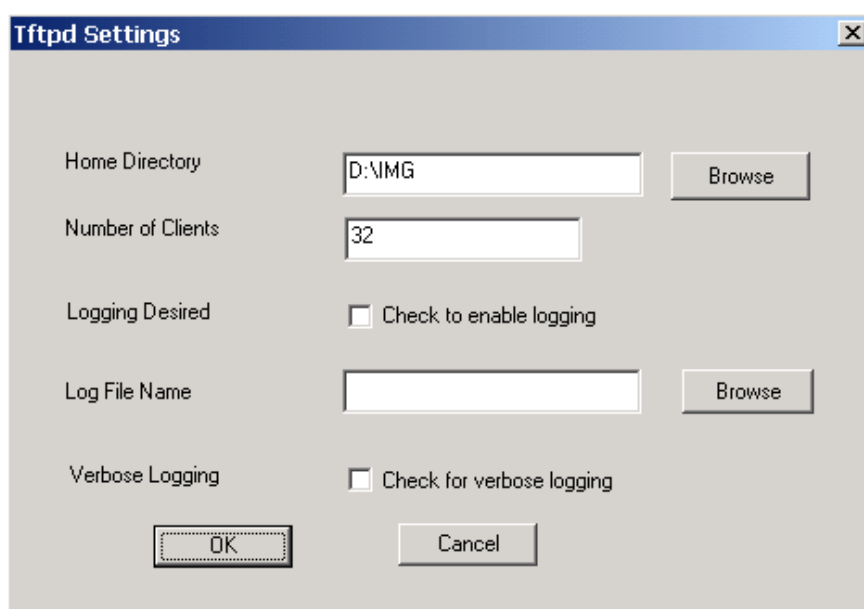 Tftpd Settings
Home Directory D:\IMG Browse
Number of Clients 32
Logging Desired Check to enable logging
Log File Name Browse
Verbose Logging Check for verbose logging
OK Cancel